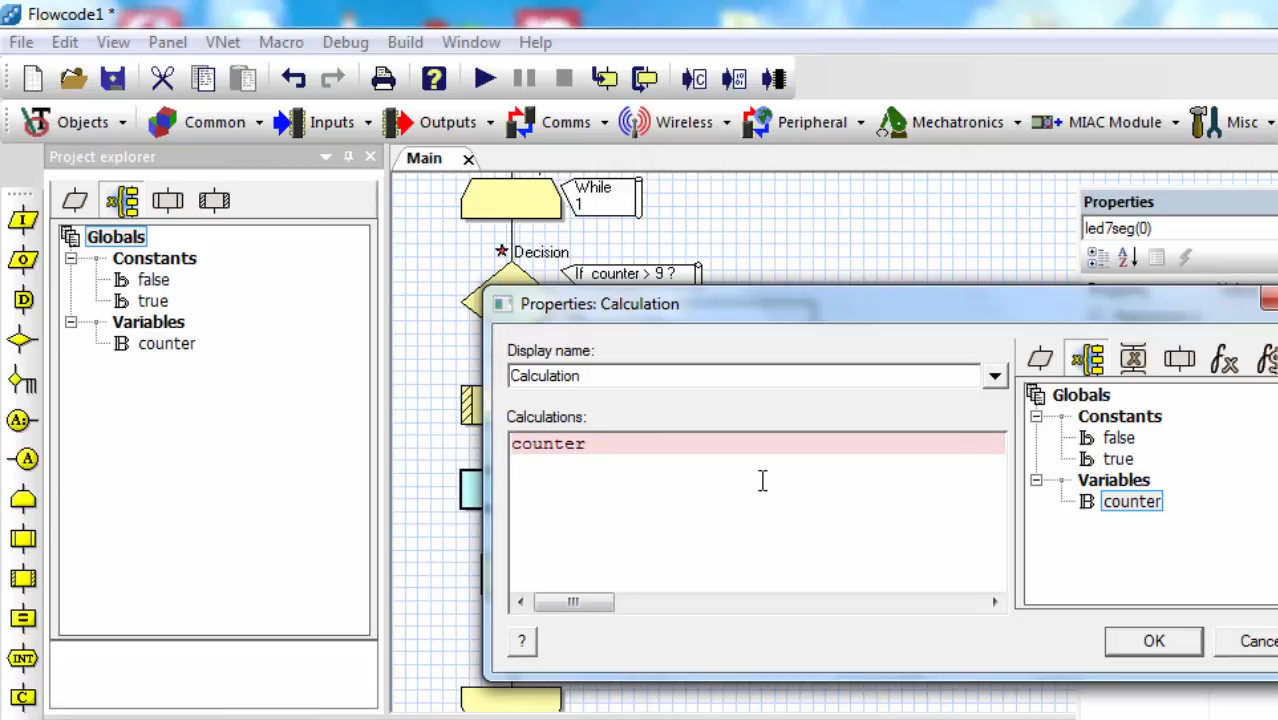 Flowcode1 *
File Edit View Panel VNet Macro Debug Build Window Help
Objects Common Inputs Outputs Comms Wireless Peripheral Mechatronics MIAC Module Misc
Project explorer
Main
Globals
Constants
false
true
Variables
counter
While
1
Decision
If counter > 9 ?
Properties
led7seg(0)
Properties: Calculation
Display name:
Calculation
Calculations:
counter
Constants
false
true
Variables
counter
Globals
?
OK
Cance